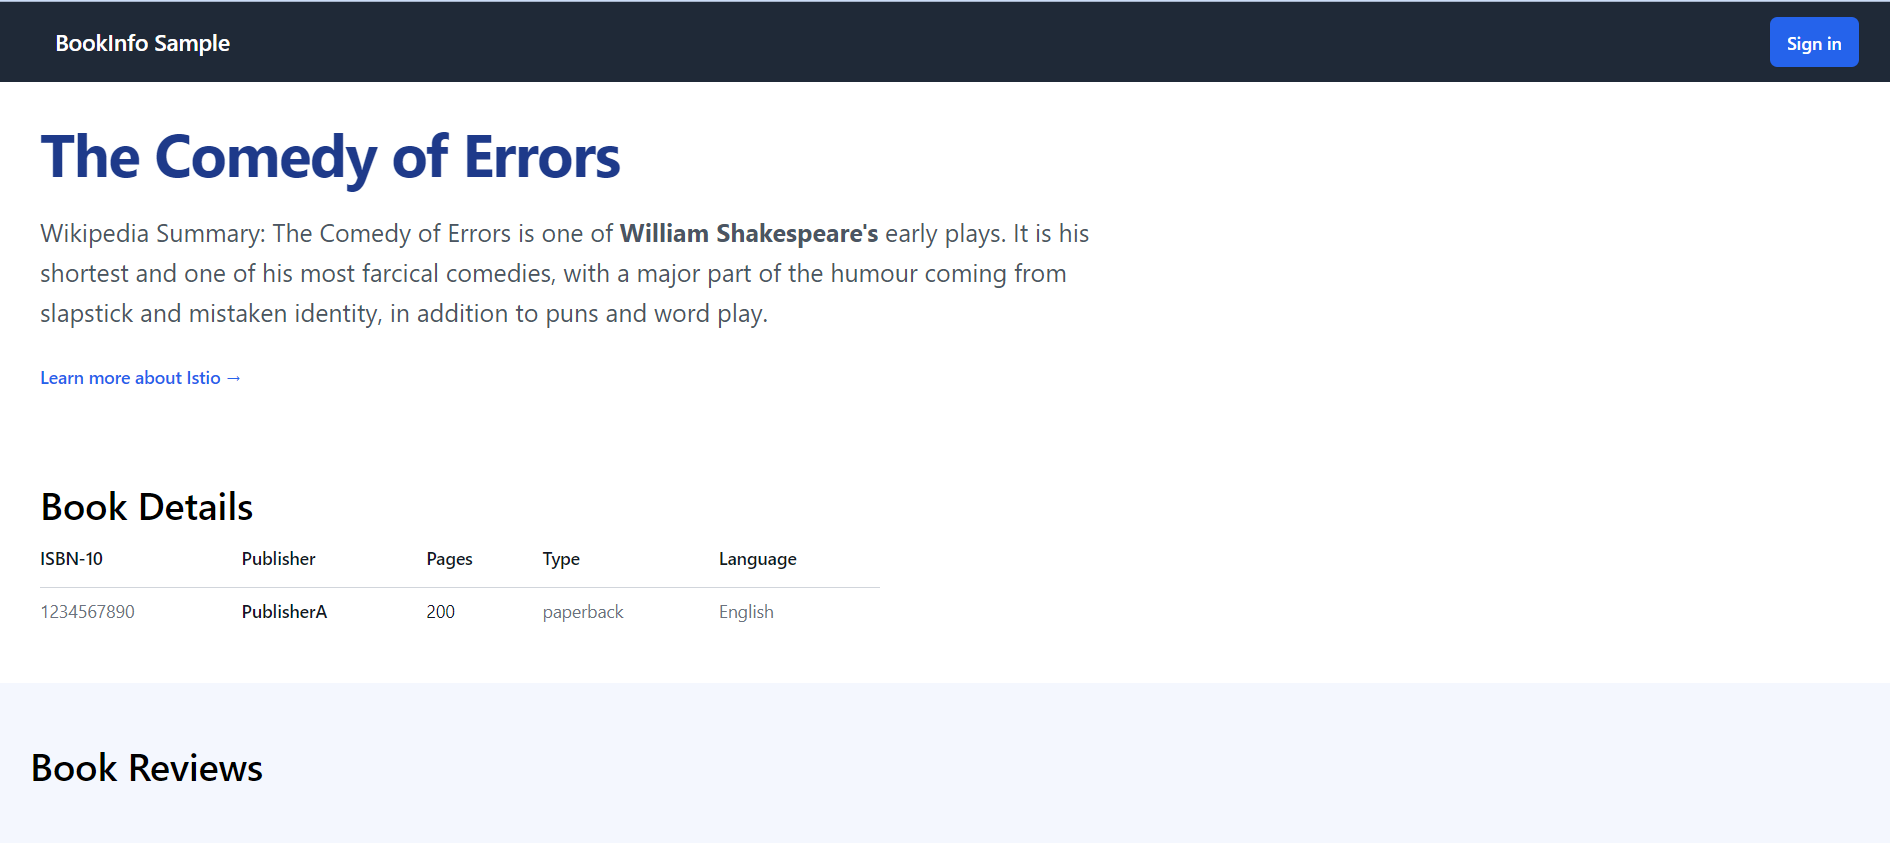 BookInfo Sample
Sign in
The Comedy of Errors
Wikipedia Summary: The Comedy of Errors is one of William Shakespeare's early plays. It is his
shortest and one of his most farcical comedies, with a major part of the humour coming from
slapstick and mistaken identity, in addition to puns and word play.
Learn more about Istio →
Book Details
ISBN-10 Publisher Pages Type Language
1234567890 PublisherA 200 paperback English
Book Reviews